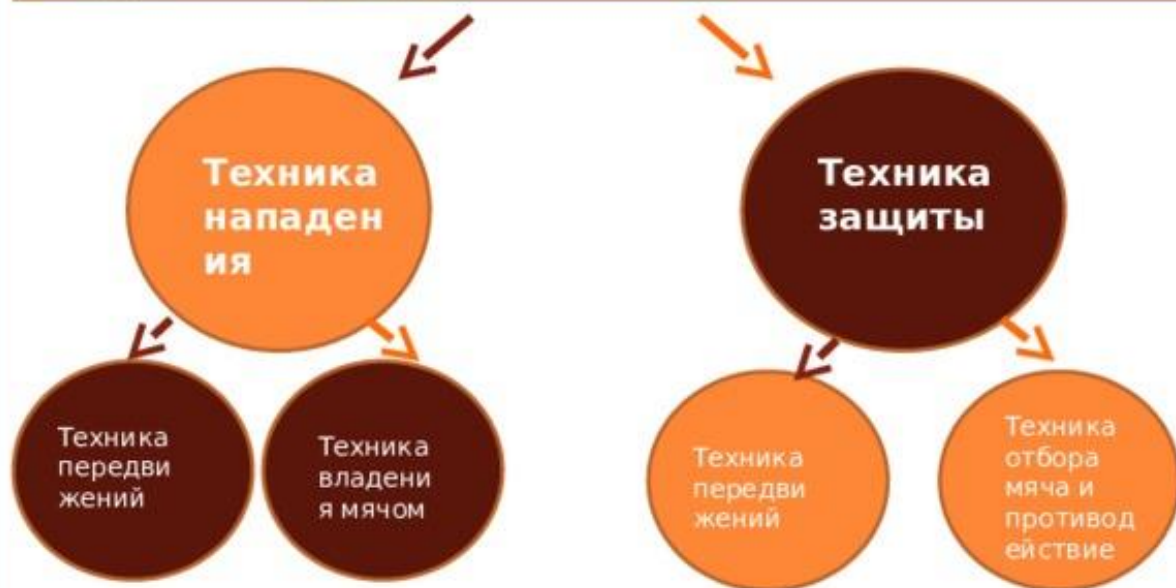 Техника
нападен
ия
Техника
защиты
Техника
передви
жений
Техника
владени
я мячом
Техника
передви
жений
Техника
отбора
мяча и
противод
ействие